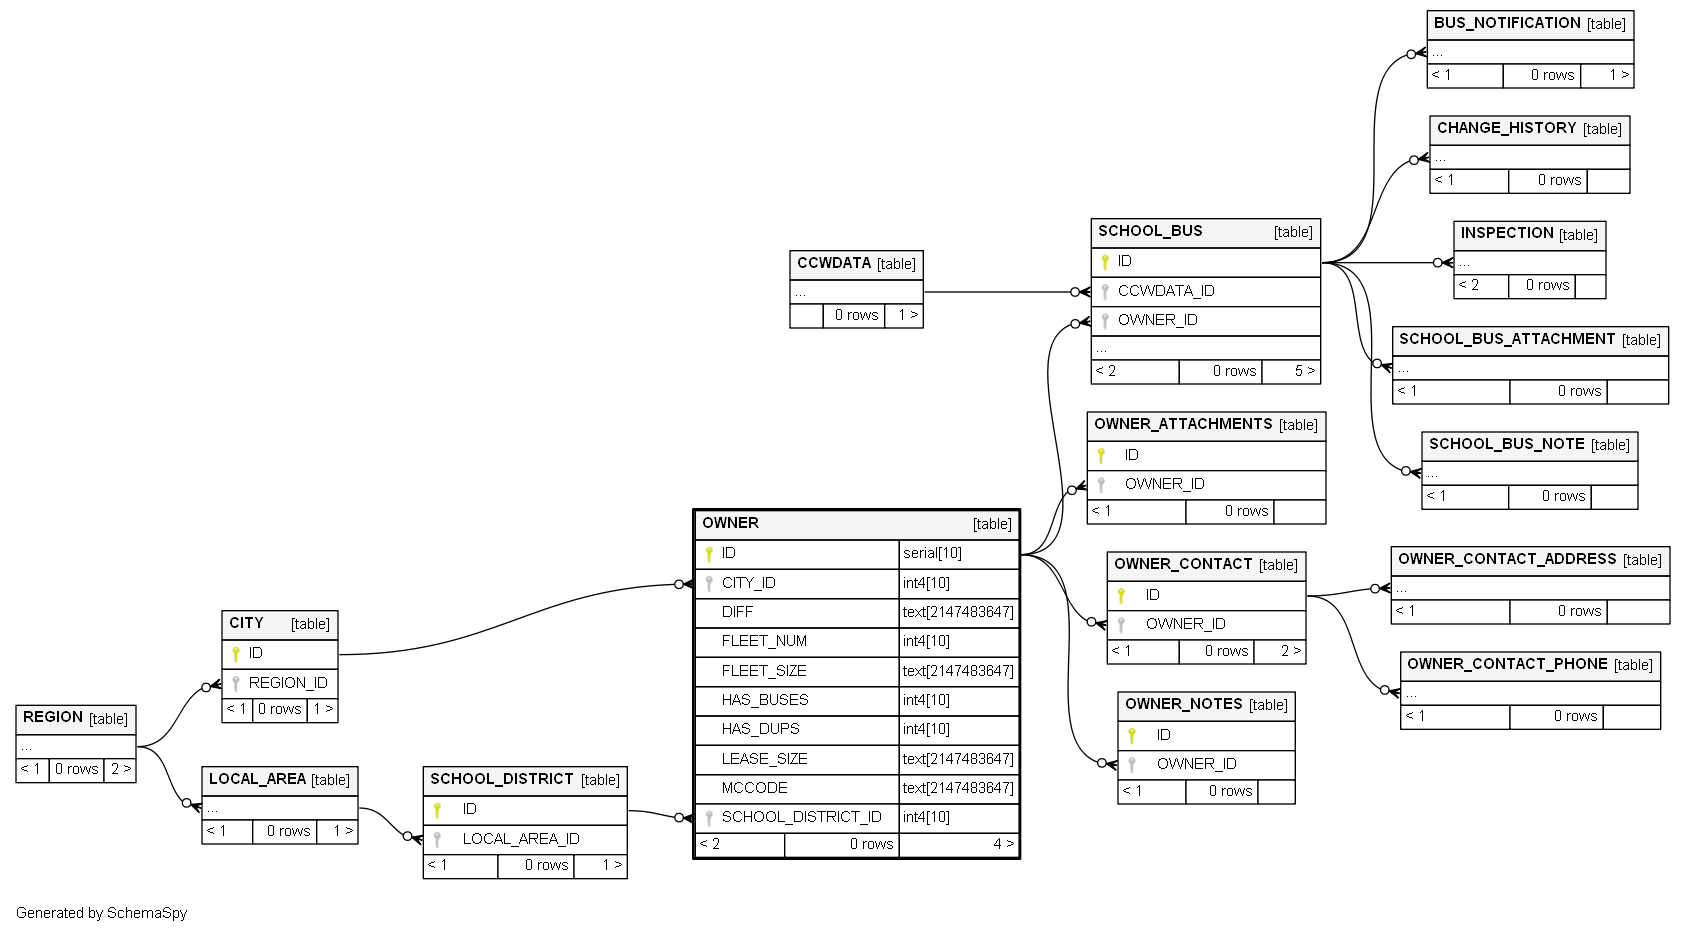 BUS_NOTIFICATION [table]
...
< 1 0 rows 1 >
CHANGE_HISTORY [table]
...
< 1 0 rows
SCHOOL_BUS [table]
ID
CCWDATA_ID
OWNER_ID
...
< 2 0 rows 5 >
INSPECTION [table]
...
< 2 0 rows
CCWDATA [table]
...
0 rows 1 >
SCHOOL_BUS_ATTACHMENT [table]
...
< 1 0 rows
OWNER_ATTACHMENTS [table]
ID
OWNER_ID
< 1 0 rows
SCHOOL_BUS_NOTE [table]
...
< 1 0 rows
OWNER [table]
ID serial[10]
CITY_ID int4[10]
DIFF text[2147483647]
FLEET_NUM int4[10]
FLEET_SIZE text[2147483647]
HAS_BUSES int4[10]
HAS_DUPS int4[10]
LEASE_SIZE text[2147483647]
MCCODE text[2147483647]
SCHOOL_DISTRICT_ID int4[10]
< 2 0 rows 4 >
OWNER_CONTACT [table]
ID
OWNER_ID
< 1 0 rows 2 >
OWNER_CONTACT_ADDRESS [table]
...
< 1 0 rows
OWNER_CONTACT_PHONE [table]
...
< 1 0 rows
OWNER_NOTES [table]
ID
OWNER_ID
< 1 0 rows
CITY [table]
ID
REGION_ID
< 1 0 rows 1 >
REGION [table]
...
< 1 0 rows 2 >
LOCAL_AREA [table]
...
< 1 0 rows 1 >
SCHOOL_DISTRICT [table]
ID
LOCAL_AREA_ID
< 1 0 rows 1 >
Generated by SchemaSpy